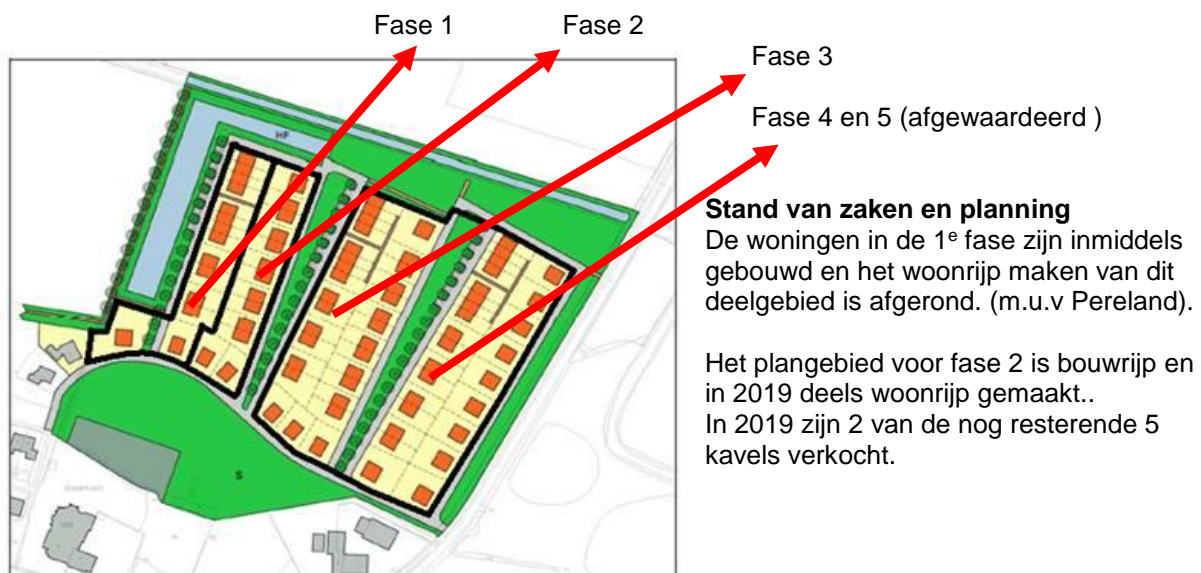 Fase 1
Fase 2
Fase 3
Fase 4 en 5 (afgewaardeerd )
HF
Stand van zaken en planning
De woningen in de 1e fase zijn inmiddels
gebouwd en het woonrijp maken van dit
deelgebied is afgerond. (m.u.v Pereland).
Het plangebied voor fase 2 is bouwrijp en
in 2019 deels woonrijp gemaakt..
In 2019 zijn 2 van de nog resterende 5
kavels verkocht.
S